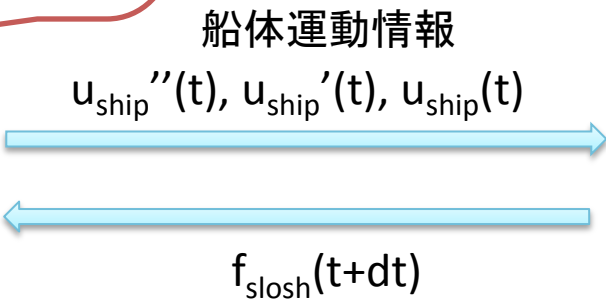 船体運動情報
u_ship’’(t), u_ship’(t), u_ship(t)
f_slosh(t+dt)